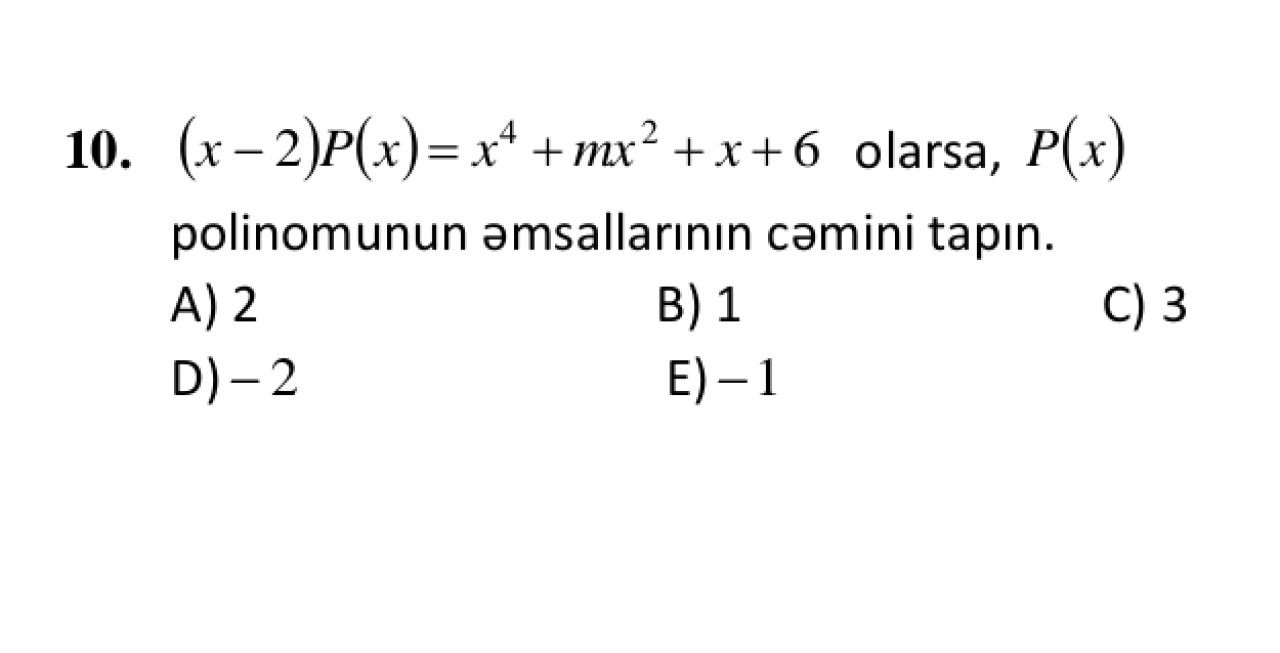 10. (x – 2)P(x) = x⁴ + mx² + x + 6 olarsa, P(x)
polinomunun əmsallarının cəmini tapın.
A) 2 B) 1 C) 3
D) – 2 E) – 1